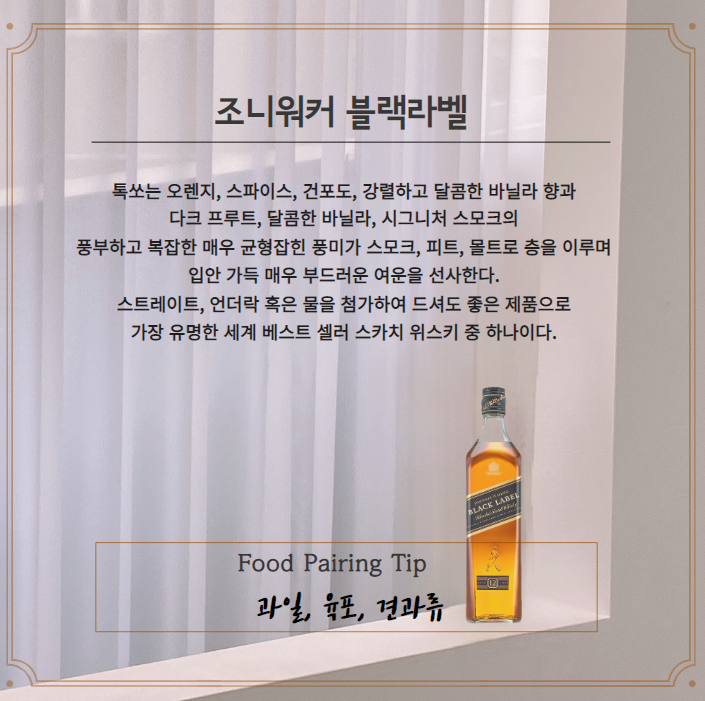 조니워커 블랙라벨
톡쏘는 오렌지, 스파이스, 건포도, 강렬하고 달콤한 바닐라 향과
다크 프루트, 달콤한 바닐라, 시그니처 스모크의
풍부하고 복잡한 매우 균형잡힌 풍미가 스모크, 피트, 몰트로 층을 이루며
입안 가득 매우 부드러운 여운을 선사한다.
스트레이트, 언더락 혹은 물을 첨가하여 드셔도 좋은 제품으로
가장 유명한 세계 베스트 셀러 스카치 위스키 중 하나이다.
BLACK LABEL
12
Food Pairing Tip
과일, 육포, 견과류